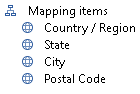 Mapping items
Country / Region
State
City
Postal Code